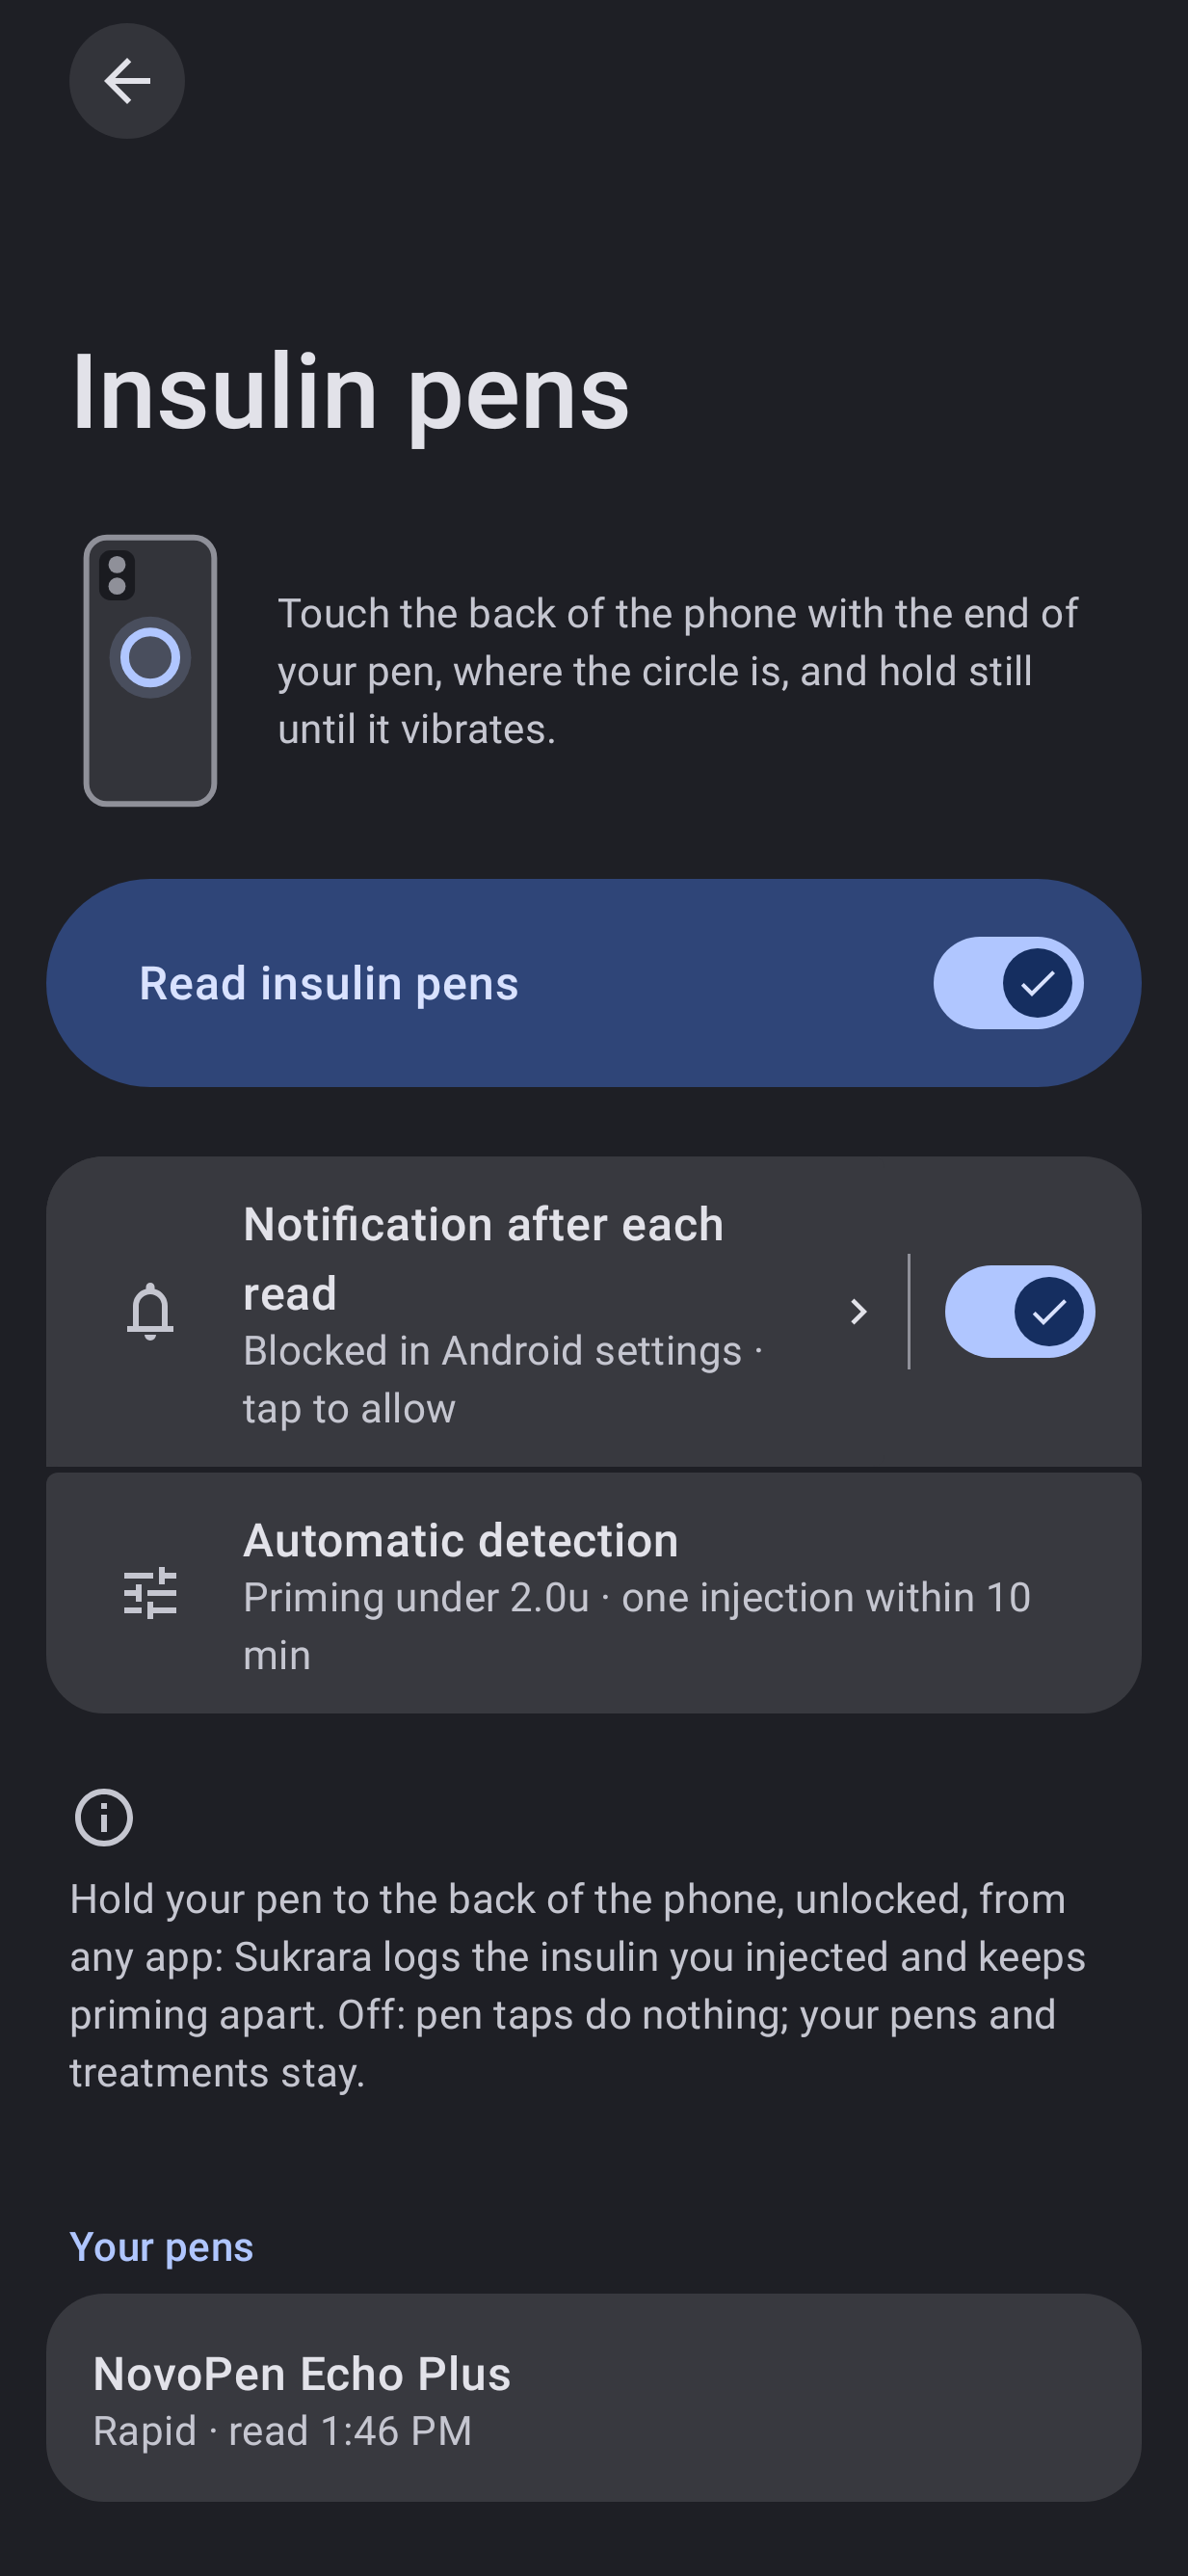 Insulin pens
Touch the back of the phone with the end of
your pen, where the circle is, and hold still
until it vibrates.
Read insulin pens
Notification after each
read
Blocked in Android settings ·
tap to allow
Automatic detection
Priming under 2.0u · one injection within 10
min
Hold your pen to the back of the phone, unlocked, from
any app: Sukrara logs the insulin you injected and keeps
priming apart. Off: pen taps do nothing; your pens and
treatments stay.
Your pens
NovoPen Echo Plus
Rapid · read 1:46 PM